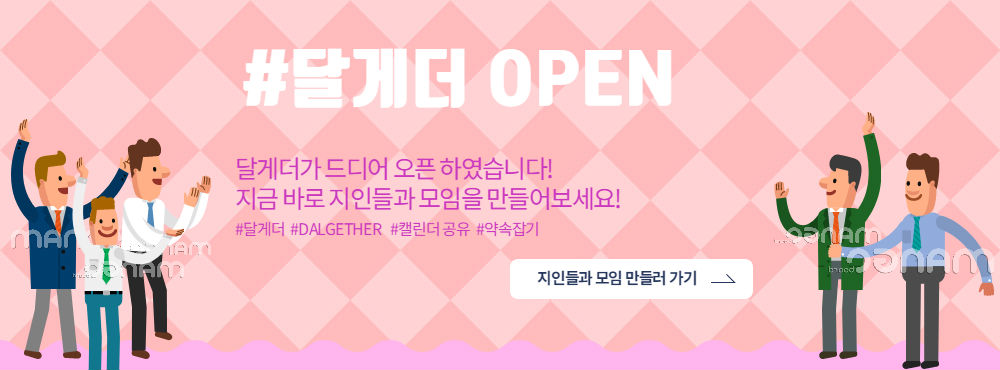 #달게더 OPEN
달게더가 드디어 오픈 하였습니다!
지금 바로 지인들과 모임을 만들어보세요!
#달게더 #DALGETHER #캘린더 공유 #약속잡기
지인들과 모임 만들러 가기